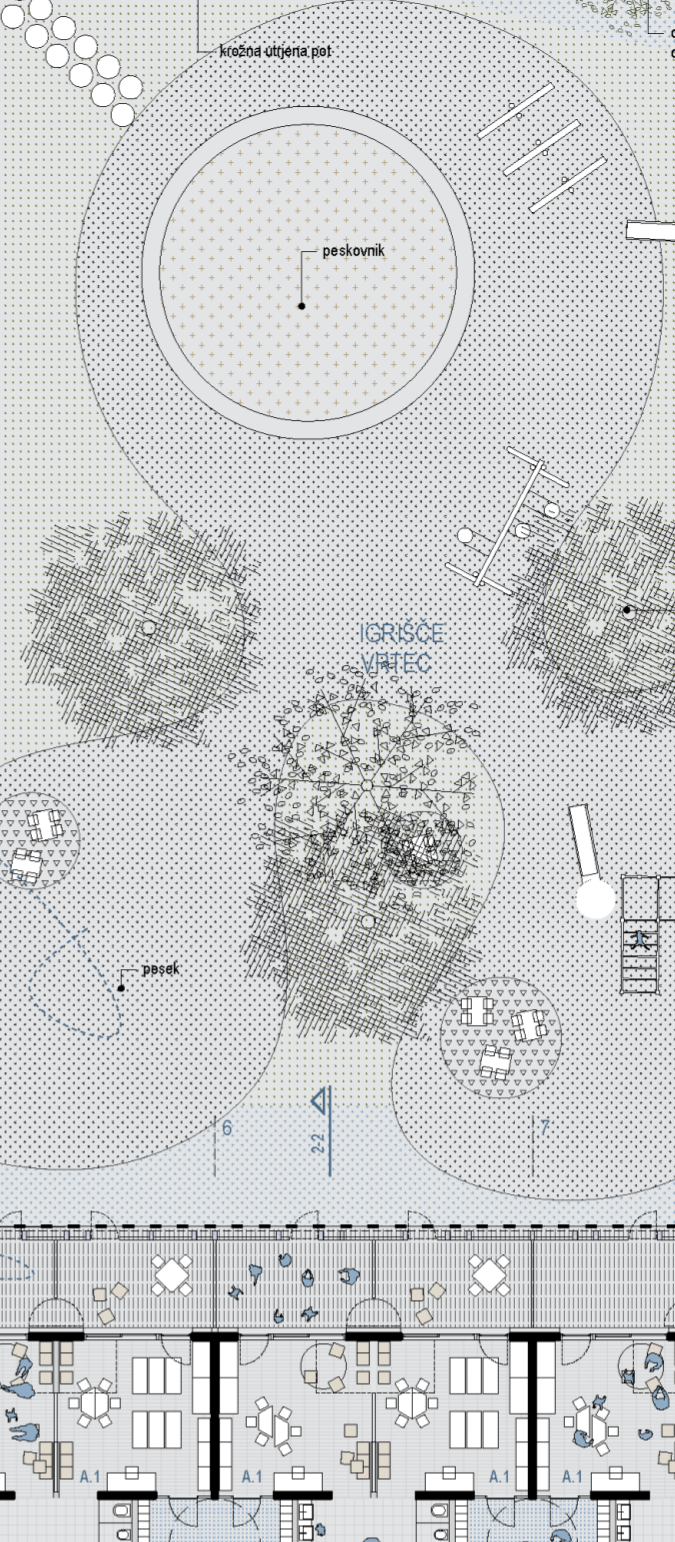 krožna utrjena pot
peskovnik
IGRIŠČE
VRTEC
pesek
6
7
2-2
A.1
A.1
A.1
A.1